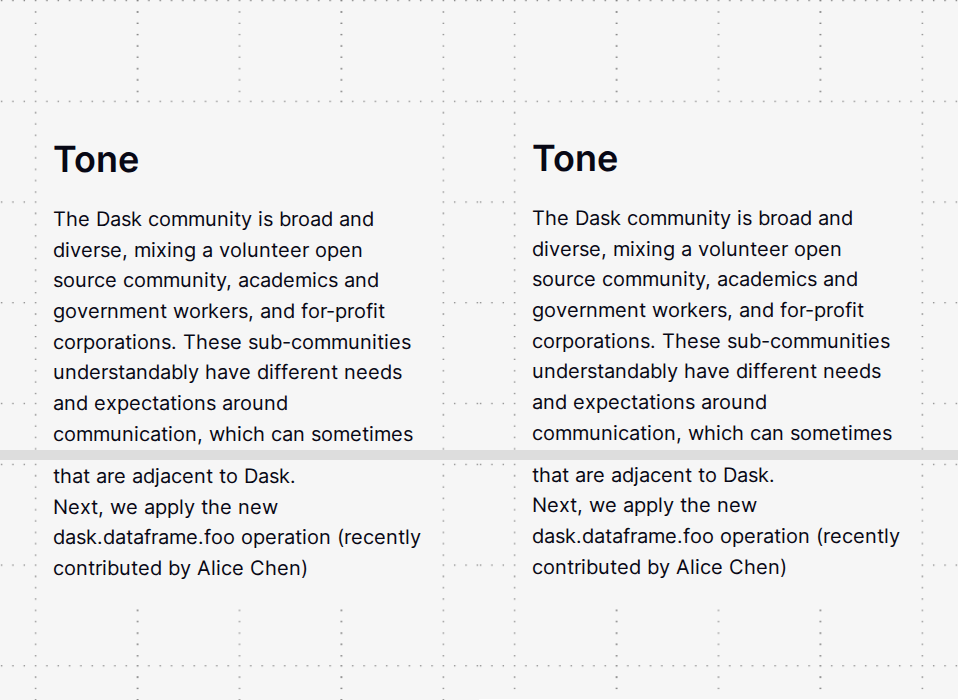 Tone
The Dask community is broad and
diverse, mixing a volunteer open
source community, academics and
government workers, and for-profit
corporations. These sub-communities
understandably have different needs
and expectations around
communication, which can sometimes
that are adjacent to Dask.
Next, we apply the new
dask.dataframe.foo operation (recently
contributed by Alice Chen)
Tone
The Dask community is broad and
diverse, mixing a volunteer open
source community, academics and
government workers, and for-profit
corporations. These sub-communities
understandably have different needs
and expectations around
communication, which can sometimes
that are adjacent to Dask.
Next, we apply the new
dask.dataframe.foo operation (recently
contributed by Alice Chen)